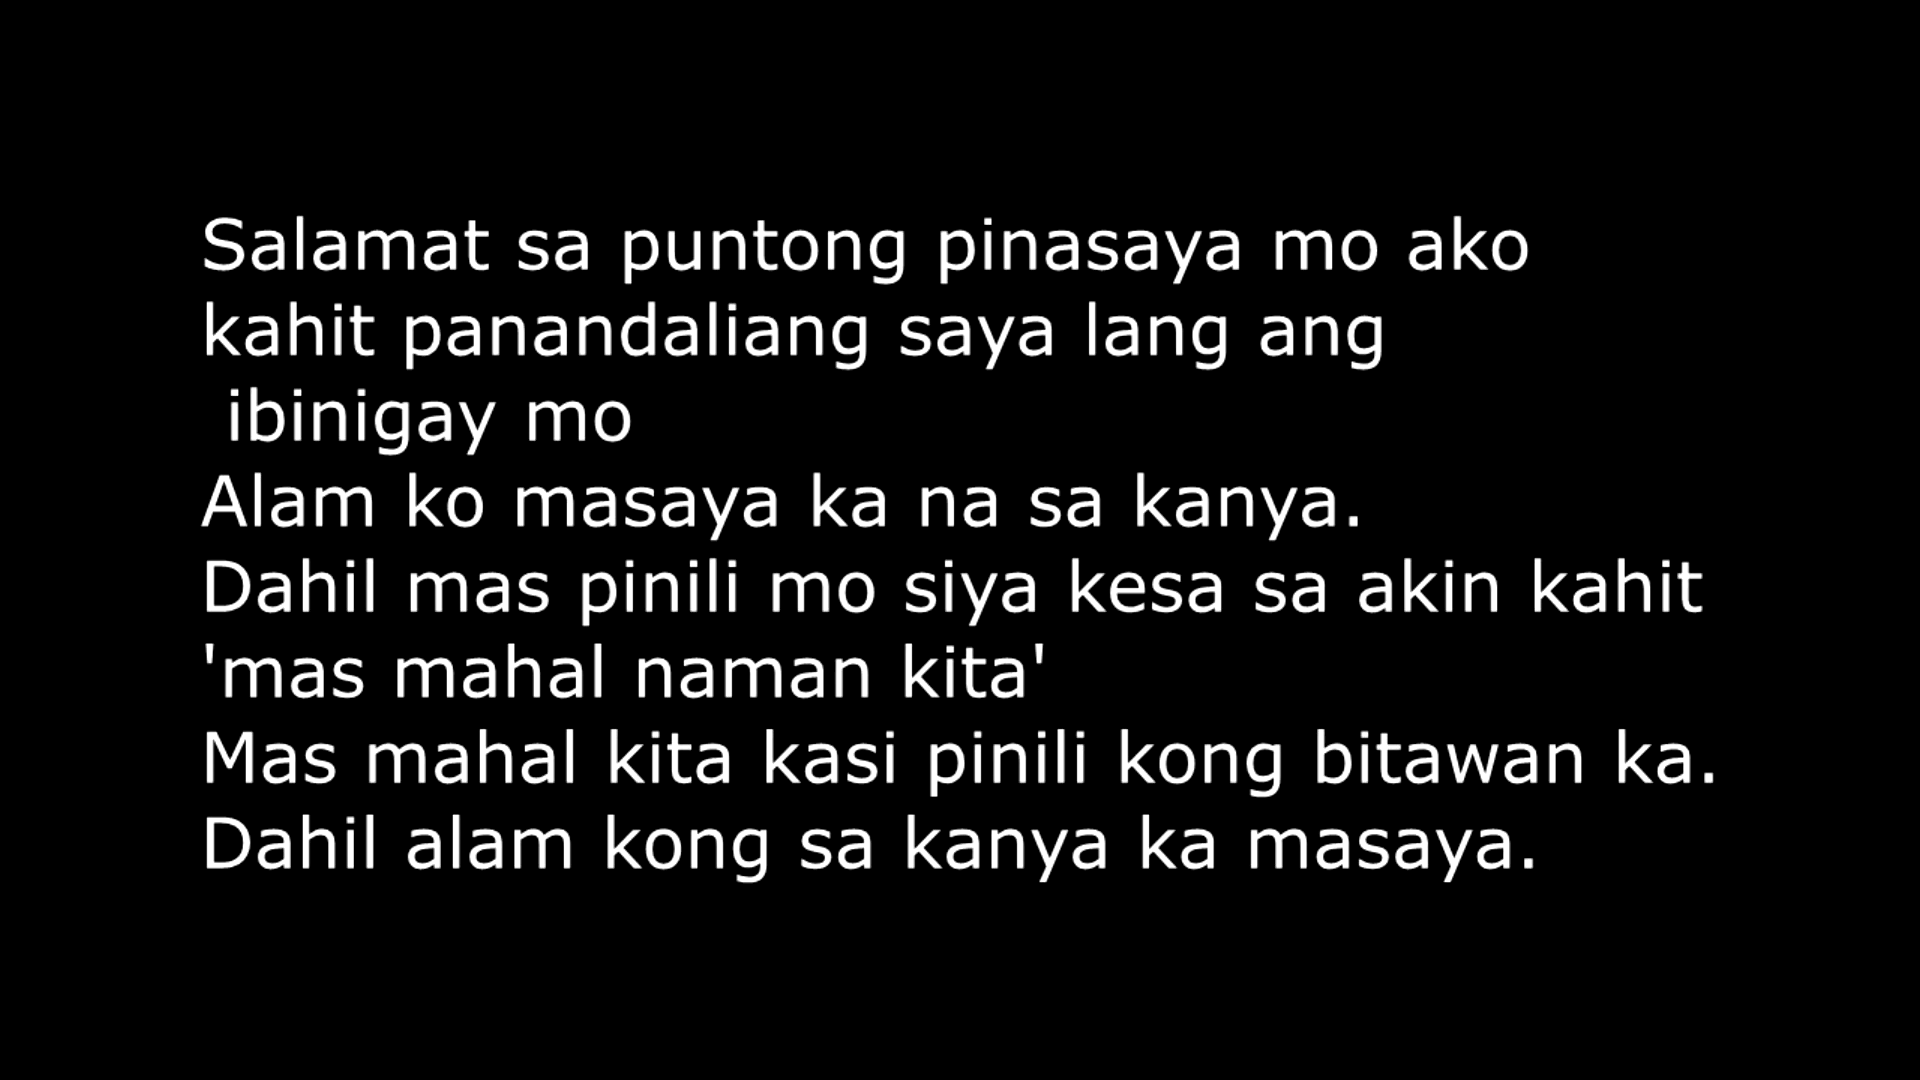 Salamat sa puntong pinasaya mo ako
kahit panandaliang saya lang ang
ibinigay mo
Alam ko masaya ka na sa kanya.
Dahil mas pinili mo siya kesa sa akin kahit
'mas mahal naman kita'
Mas mahal kita kasi pinili kong bitawan ka.
Dahil alam kong sa kanya ka masaya.